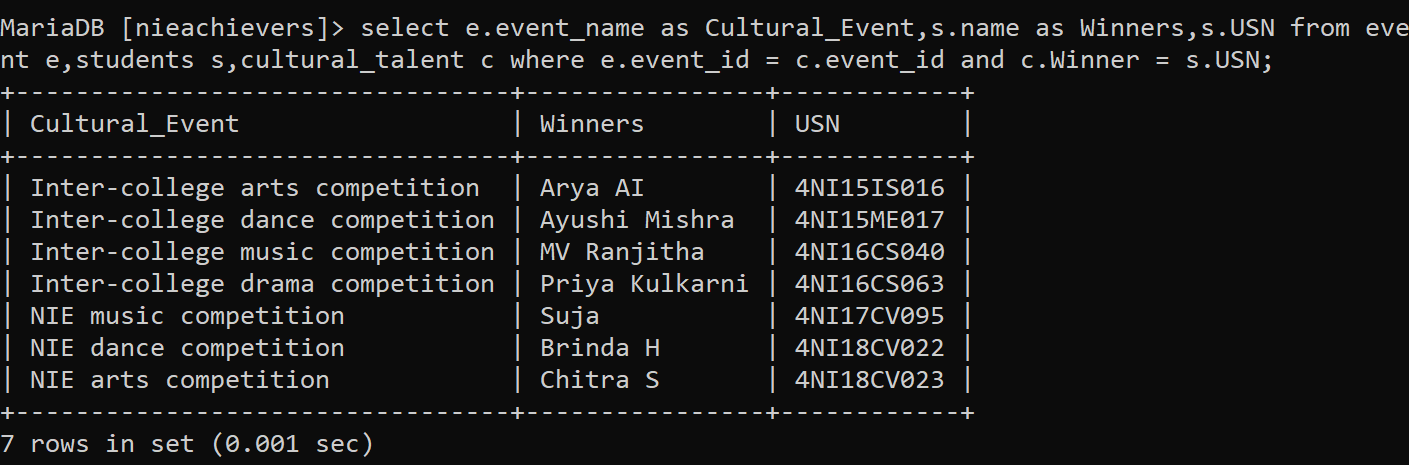 MariaDB [nieachievers]> select e.event_name as Cultural_Event,s.name as Winners,s.USN from eve
nt e,students s,cultural_talent c where e.event_id = c.event_id and c.Winner = s.USN;
+---------------------------------+----------------+------------+
| Cultural_Event                  | Winners        | USN        |
+---------------------------------+----------------+------------+
| Inter-college arts competition  | Arya AI        | 4NI15IS016 |
| Inter-college dance competition | Ayushi Mishra  | 4NI15ME017 |
| Inter-college music competition | MV Ranjitha    | 4NI16CS040 |
| Inter-college drama competition | Priya Kulkarni | 4NI16CS063 |
| NIE music competition           | Suja           | 4NI17CV095 |
| NIE dance competition           | Brinda H       | 4NI18CV022 |
| NIE arts competition            | Chitra S       | 4NI18CV023 |
+---------------------------------+----------------+------------+
7 rows in set (0.001 sec)